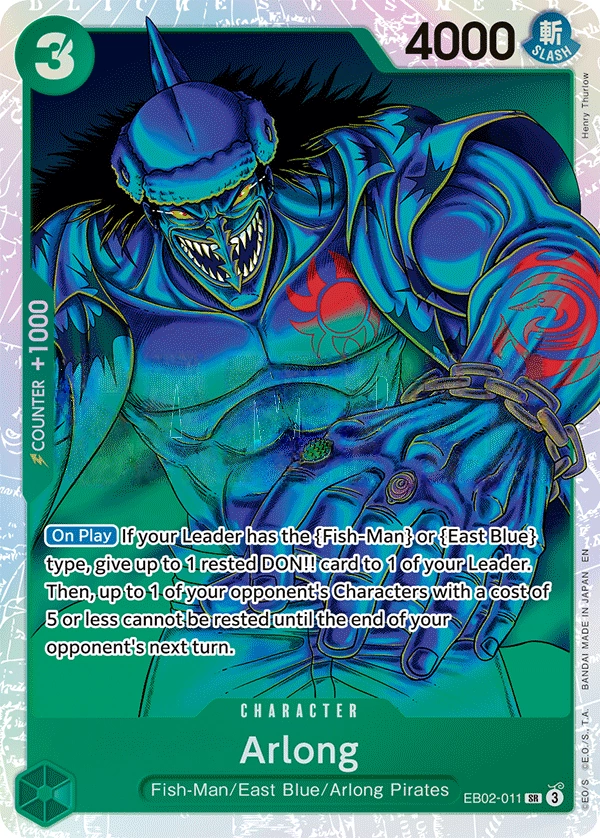 3
4000
斬
SLASH
Henry Thurlow
COUNTER +1000
On Play If your Leader has the {Fish-Man} or {East Blue}
type, give up to 1 rested DON!! card to 1 of your Leader.
Then, up to 1 of your opponent's Characters with a cost of
5 or less cannot be rested until the end of your
opponent's next turn.
©EO/S ©E.O./S., T.A. BANDAI MADE IN JAPAN EN
CHARACTER
Arlong
Fish-Man/East Blue/Arlong Pirates
EB02-011 SR 3